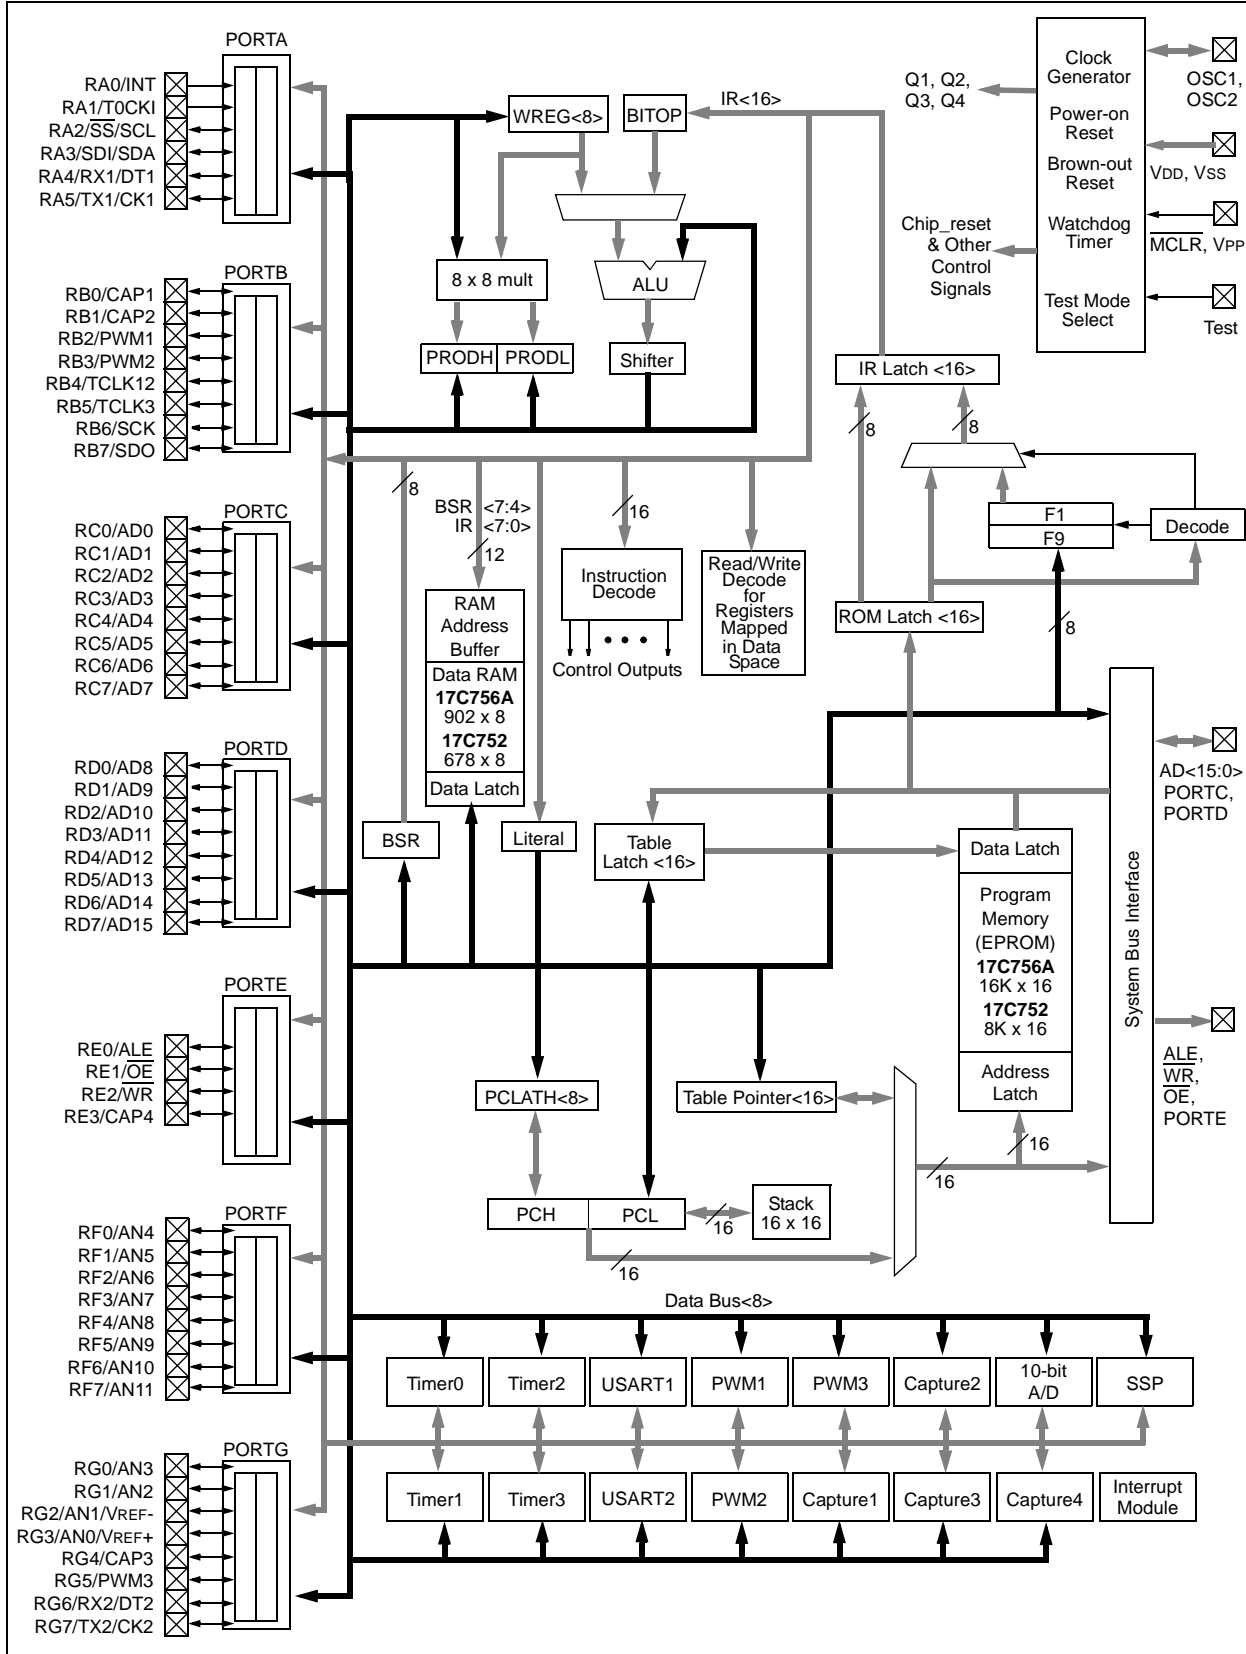 PORTA
RA0/INT
RA1/T0CKI
RA2/SS/SCL
RA3/SDI/SDA
RA4/RX1/DT1
RA5/TX1/CK1
PORTB
RB0/CAP1
RB1/CAP2
RB2/PWM1
RB3/PWM2
RB4/TCLK12
RB5/TCLK3
RB6/SCK
RB7/SDO
PORTC
RC0/AD0
RC1/AD1
RC2/AD2
RC3/AD3
RC4/AD4
RC5/AD5
RC6/AD6
RC7/AD7
PORTD
RD0/AD8
RD1/AD9
RD2/AD10
RD3/AD11
RD4/AD12
RD5/AD13
RD6/AD14
RD7/AD15
PORTE
RE0/ALE
RE1/OE
RE2/WR
RE3/CAP4
PORTF
RF0/AN4
RF1/AN5
RF2/AN6
RF3/AN7
RF4/AN8
RF5/AN9
RF6/AN10
RF7/AN11
PORTG
RG0/AN3
RG1/AN2
RG2/AN1/VREF-
RG3/AN0/VREF+
RG4/CAP3
RG5/PWM3
RG6/RX2/DT2
RG7/TX2/CK2
WREG<8>
BITOP
IR<16>
8 x 8 mult
ALU
PRODH
PRODL
Shifter
Q1, Q2,
Q3, Q4
Chip_reset
& Other
Control
Signals
Clock
Generator
Power-on
Reset
Brown-out
Reset
Watchdog
Timer
Test Mode
Select
OSC1,
OSC2
VDD, VSS
MCLR, VPP
Test
IR Latch <16>
8
8
F1
F9
Decode
ROM Latch <16>
8
8
BSR <7:4>
IR <7:0>
12
16
RAM
Address
Buffer
Data RAM
17C756A
902 x 8
17C752
678 x 8
Data Latch
Instruction
Decode
Control Outputs
Read/Write
Decode
for
Registers
Mapped
in Data
Space
BSR
Literal
Table
Latch <16>
Data Latch
Program
Memory
(EPROM)
17C756A
16K x 16
17C752
8K x 16
Address
Latch
System Bus Interface
AD<15:0>
PORTC,
PORTD
ALE,
WR,
OE,
PORTE
PCLATH<8>
Table Pointer<16>
16
16
PCH
PCL
16
Stack
16 x 16
16
Data Bus<8>
Timer0
Timer2
USART1
PWM1
PWM3
Capture2
10-bit
A/D
SSP
Timer1
Timer3
USART2
PWM2
Capture1
Capture3
Capture4
Interrupt
Module